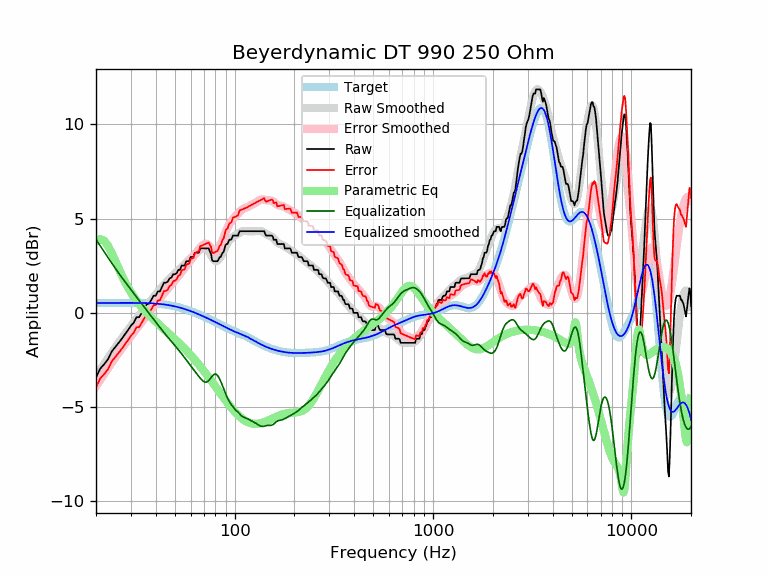 Beyerdynamic DT 990 250 Ohm
Target
Raw Smoothed
Error Smoothed
Raw
Error
Parametric Eq
Equalization
Equalized smoothed
10
5
0
−5
−10
Amplitude (dBr)
100
1000
10000
Frequency (Hz)